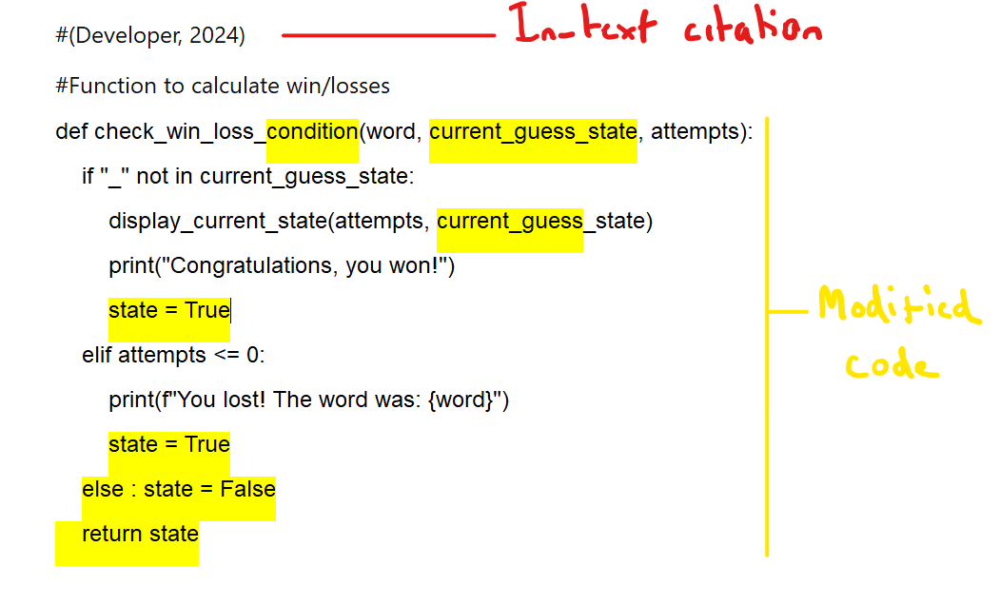 #(Developer, 2024) In-text citation
#Function to calculate win/losses
def check_win_loss_condition(word, current_guess_state, attempts):
if "_" not in current_guess_state:
display_current_state(attempts, current_guess_state)
print("Congratulations, you won!")
state = True
elif attempts <= 0:
print(f"You lost! The word was: {word}")
state = True
else : state = False
return state
Modified
code